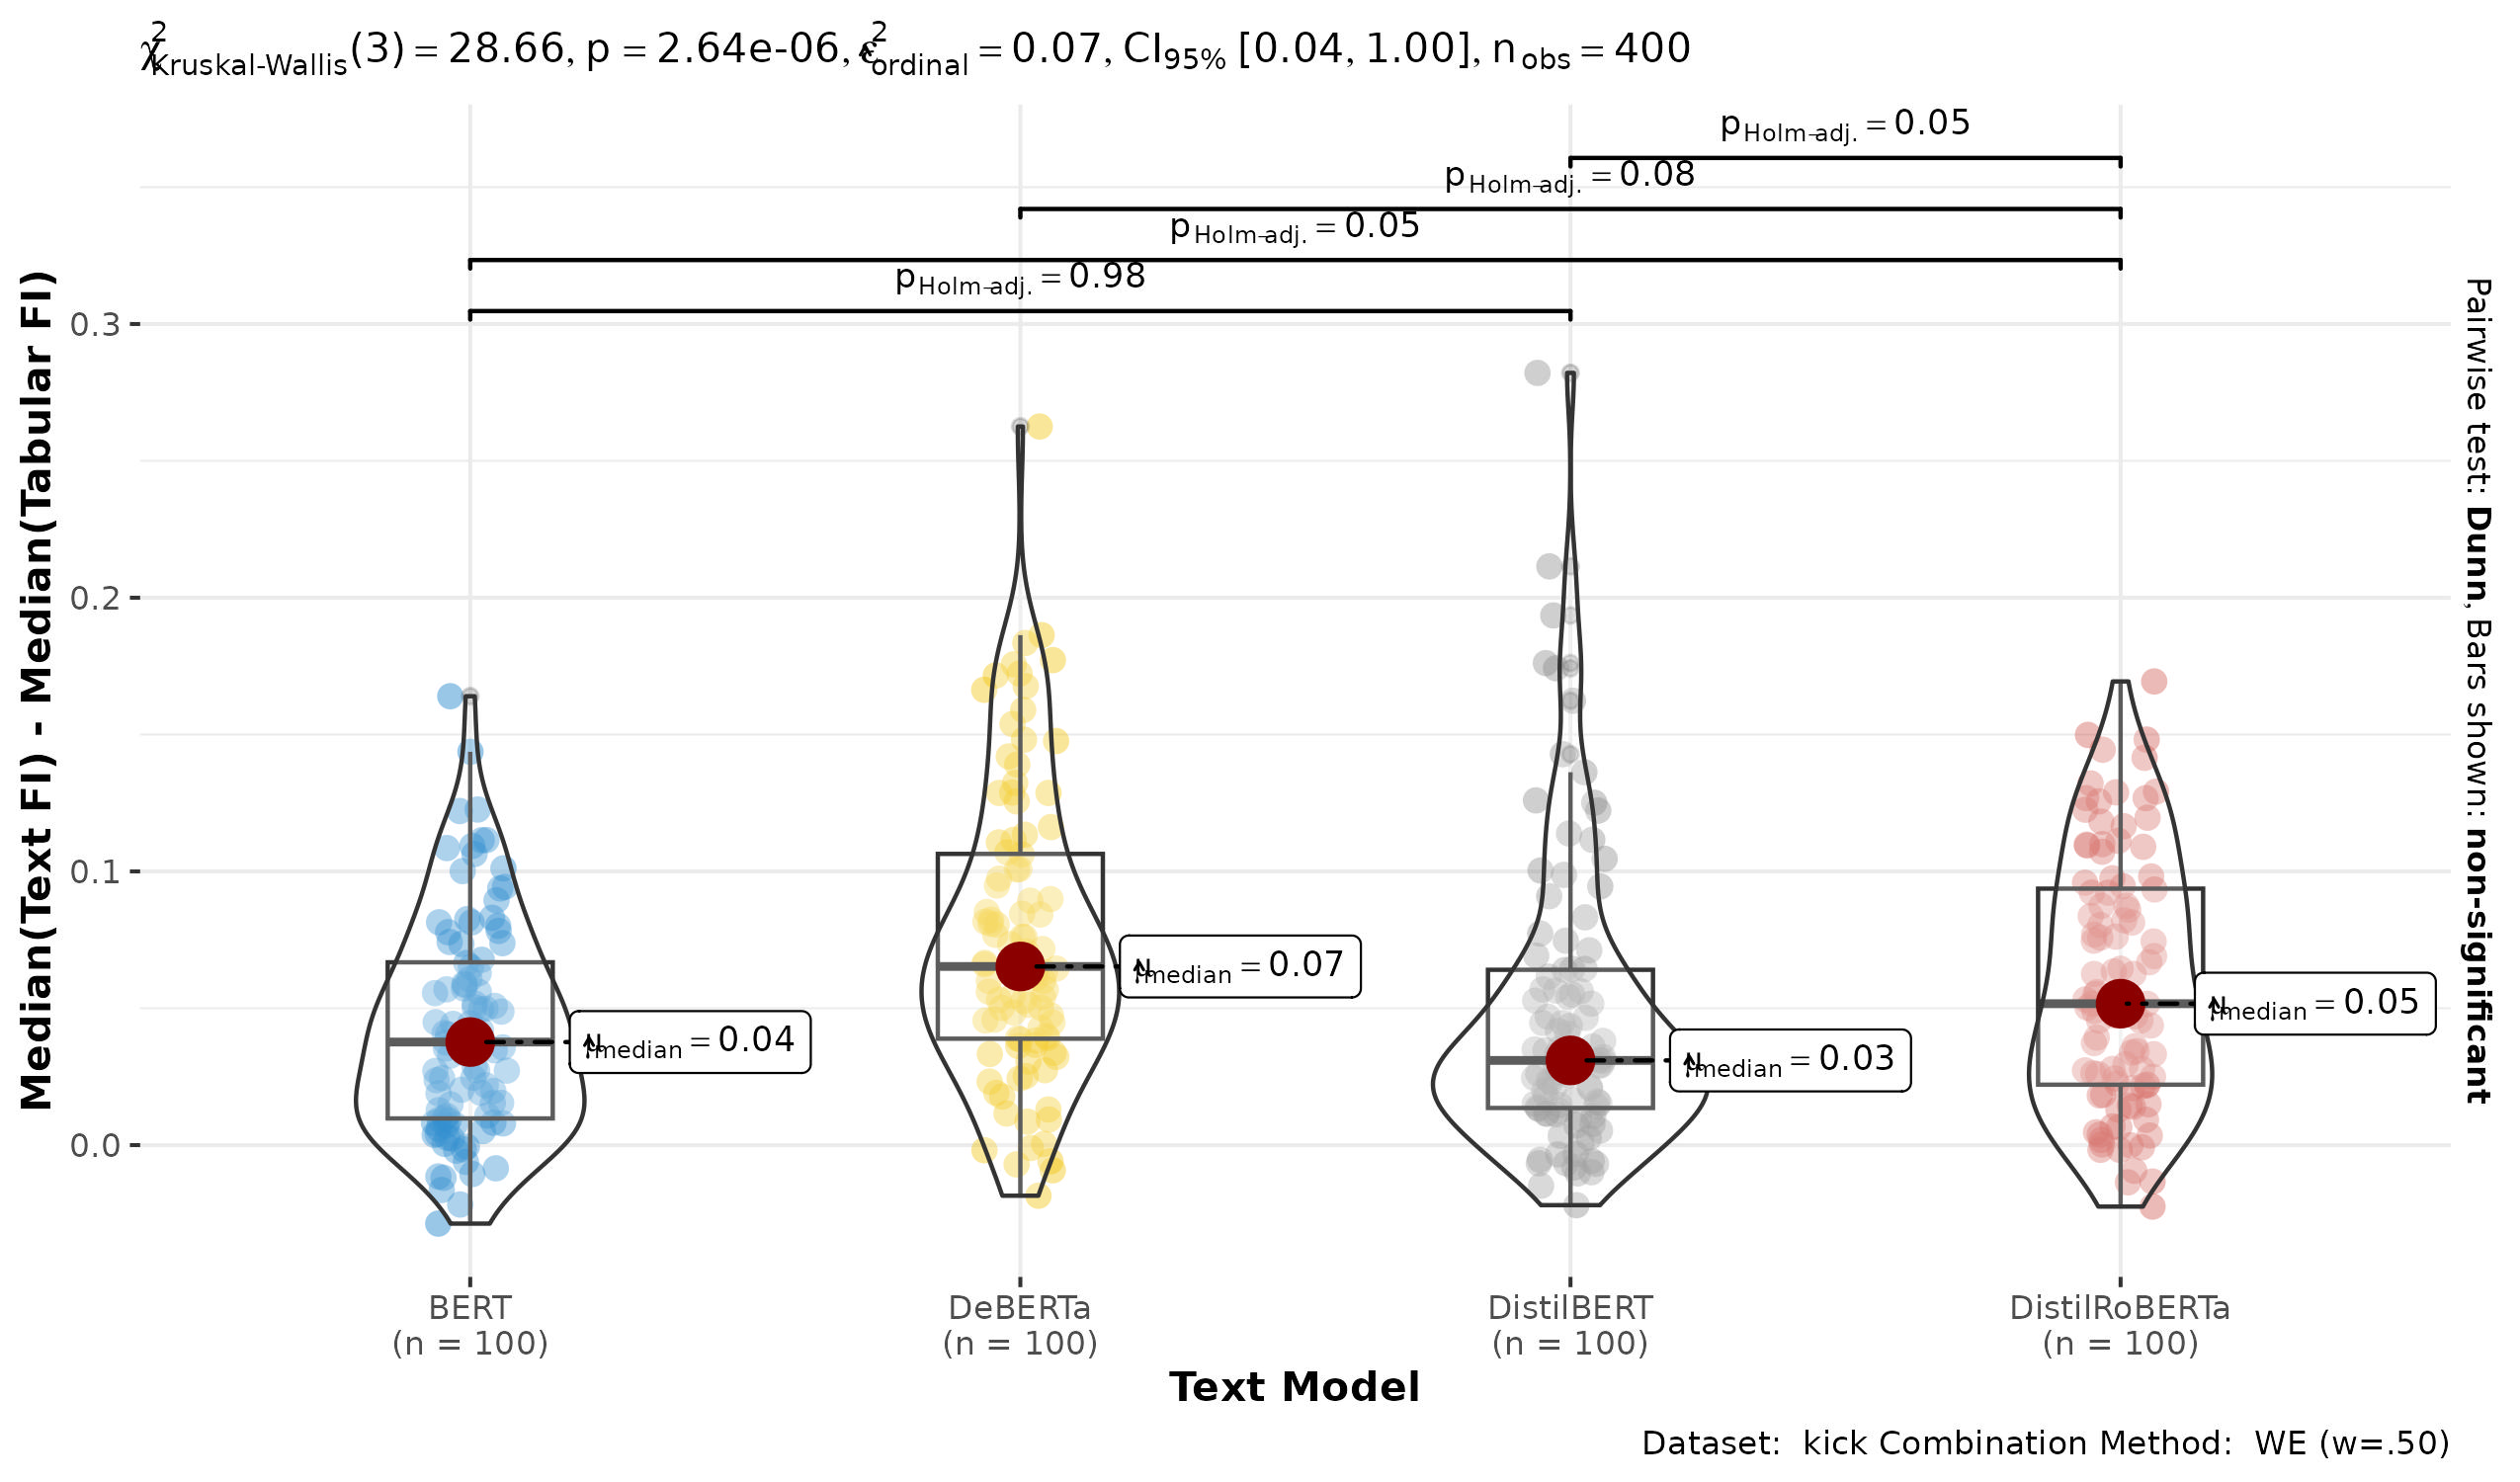 χ²Kruskal-Wallis(3) = 28.66, p = 2.64e-06, ε̂²ordinal = 0.07, CI95% [0.04, 1.00], nobs = 400
pHolm-adj. = 0.05
pHolm-adj. = 0.08
pHolm-adj. = 0.05
pHolm-adj. = 0.98
Median(Text FI) - Median(Tabular FI)
0.3
0.2
0.1
0.0
μ̂median = 0.04
μ̂median = 0.07
μ̂median = 0.03
μ̂median = 0.05
Pairwise test: Dunn, Bars shown: non-significant
BERT
(n = 100)
DeBERTa
(n = 100)
DistilBERT
(n = 100)
DistilRoBERTa
(n = 100)
Text Model
Dataset: kick Combination Method: WE (w=.50)